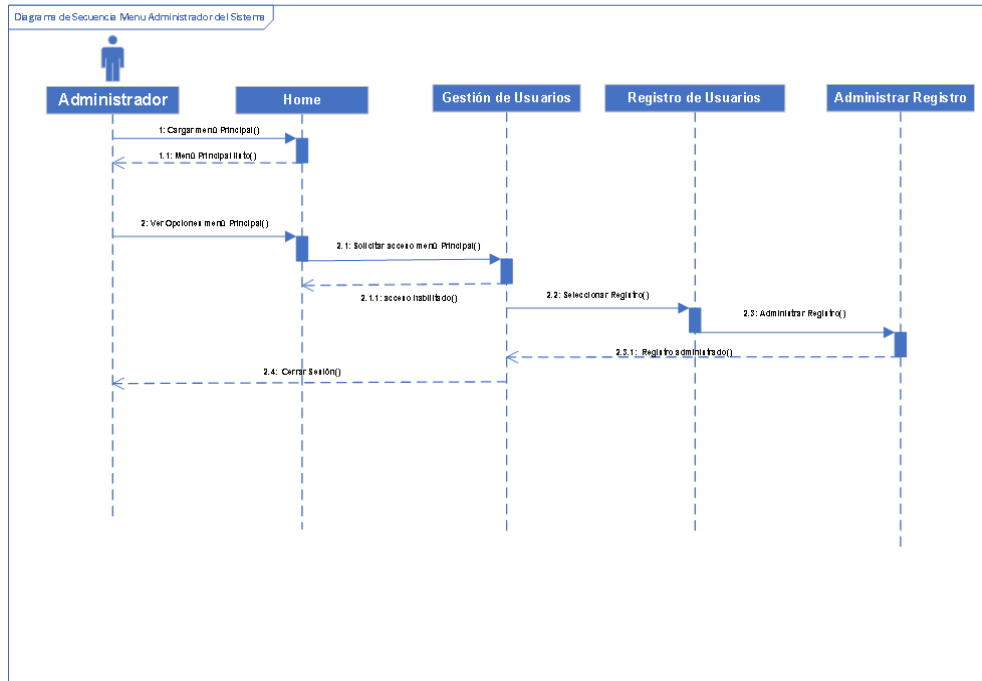 Diagrama de Secuencia Menu Administrador del Sistema
Administrador
Home
Gestión de Usuarios
Registro de Usuarios
Administrar Registro
1: Cargar menú Principal()
1.1: Menú Principal listo()
2: Ver Opciones menú Principal()
2.1: Solicitar acceso menú Principal()
2.1.1: acceso habilitado()
2.2: Seleccionar Registro()
2.3: Administrar Registro()
2.3.1: Registro administrado()
2.4: Cerrar Sesión()